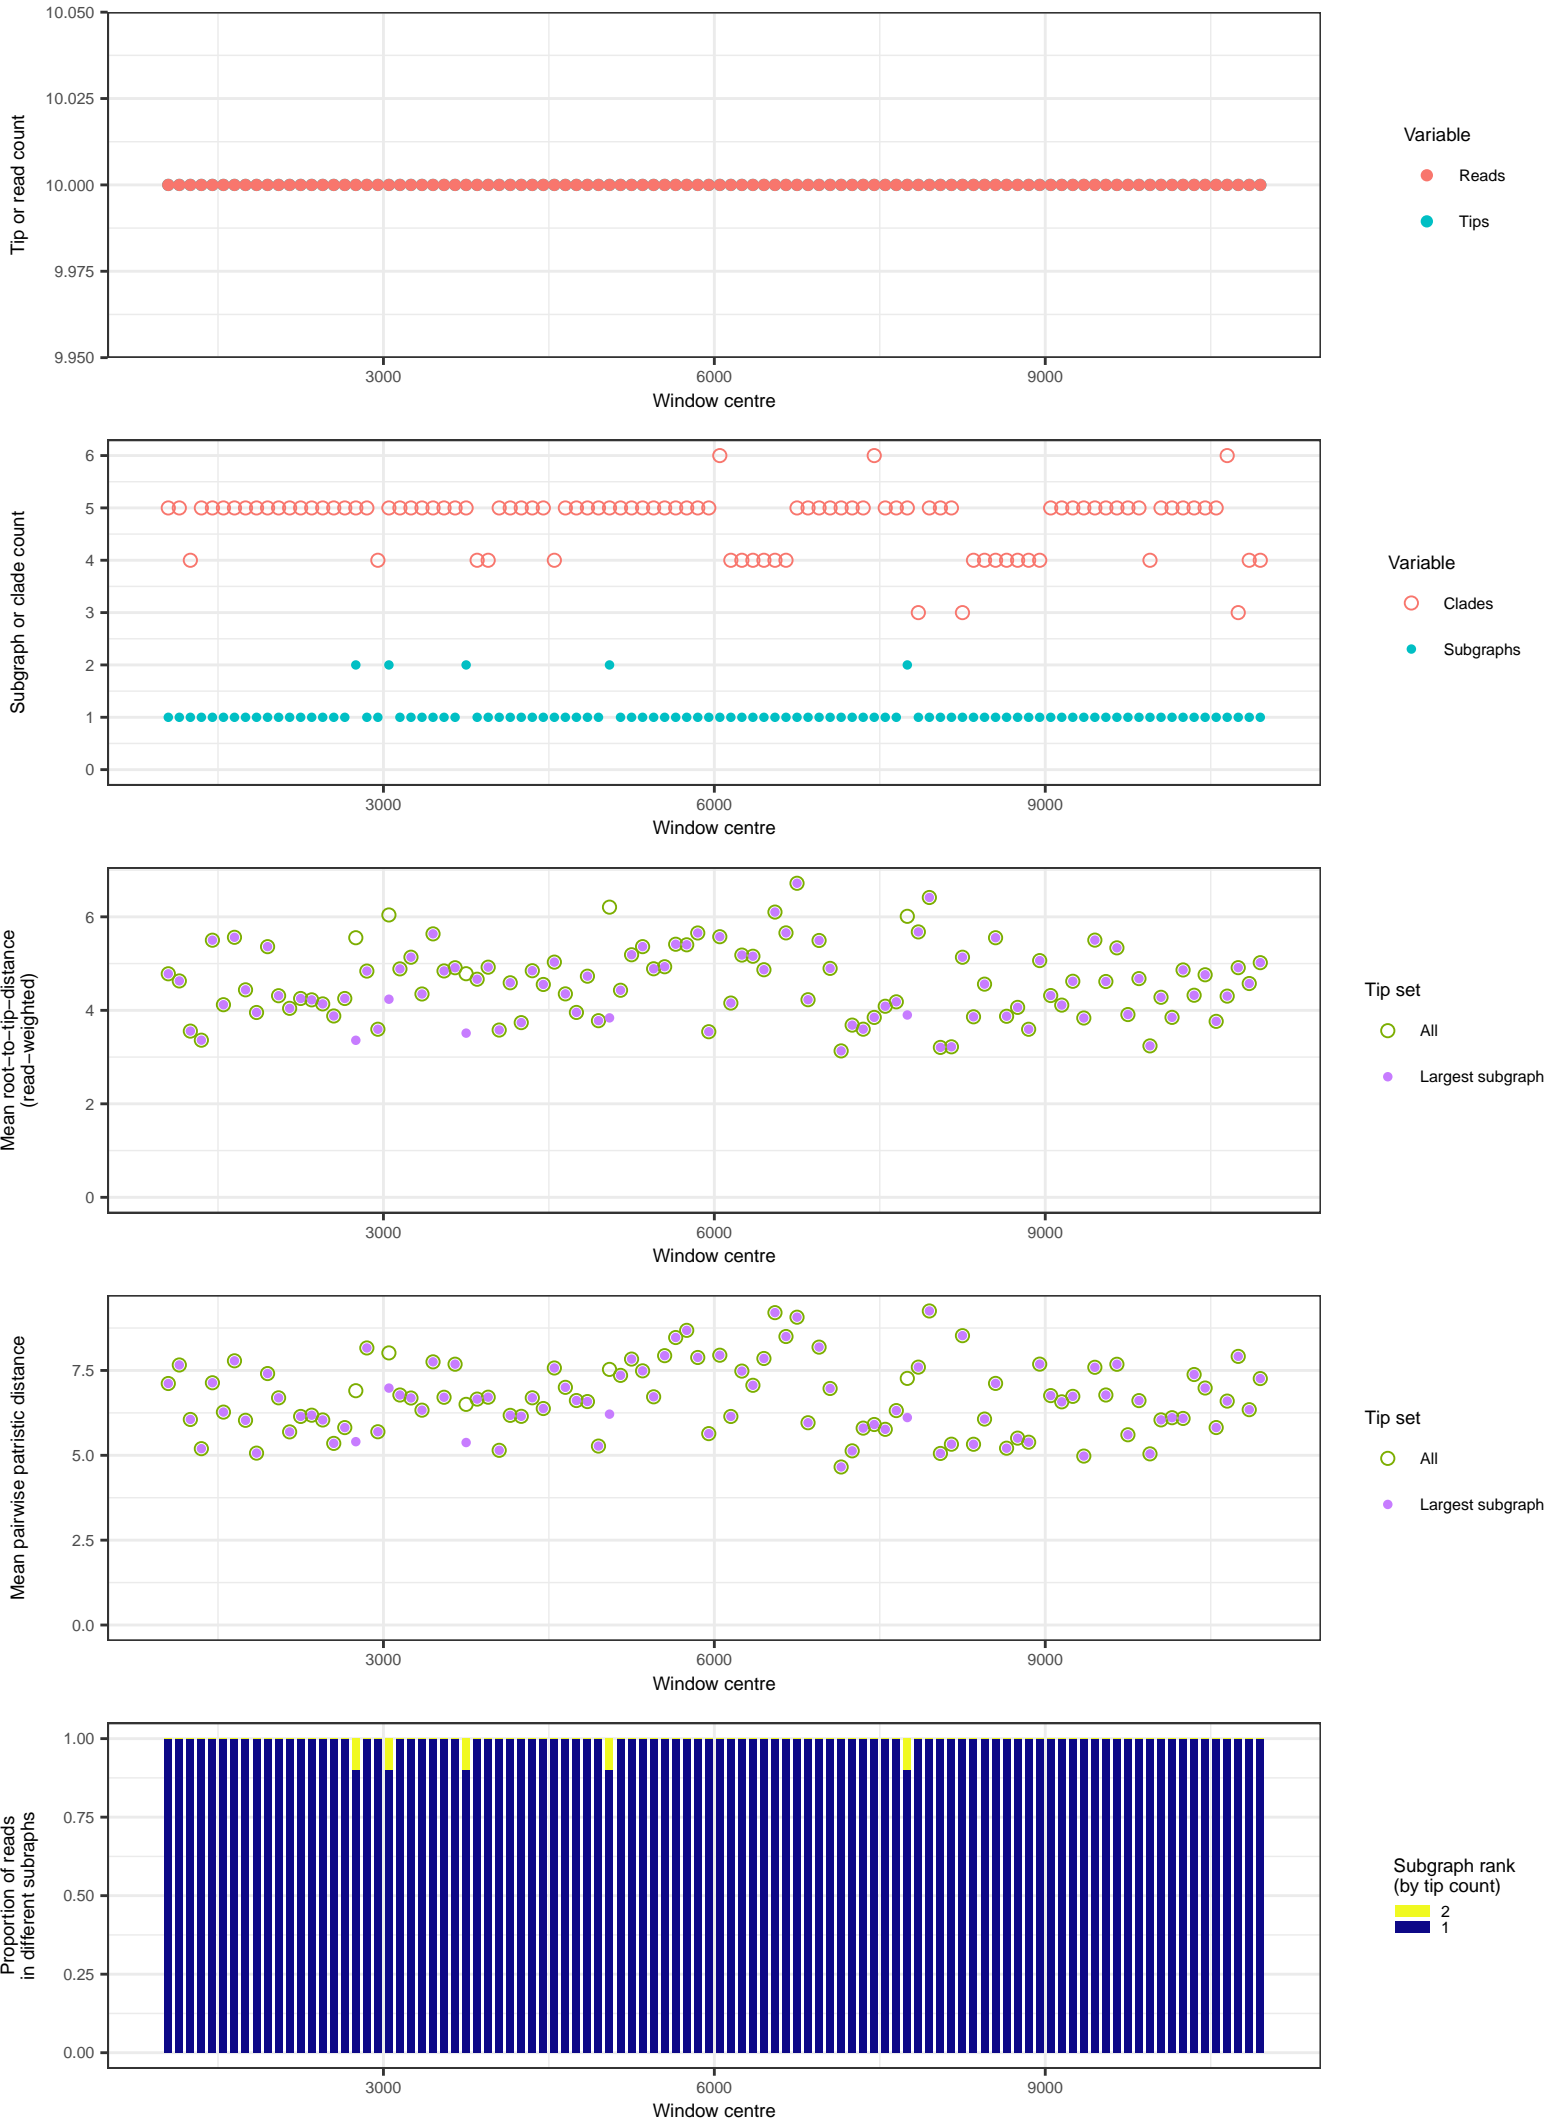 10.050
10.025
10.000
9.975
9.950
Tip or read count
3000 6000 9000
Window centre
Variable
Reads
Tips
6
5
4
3
2
1
0
Subgraph or clade count
3000 6000 9000
Window centre
Variable
Clades
Subgraphs
6
4
2
0
Mean root−to−tip−distance
(read−weighted)
3000 6000 9000
Window centre
Tip set
All
Largest subgraph
7.5
5.0
2.5
0.0
Mean pairwise patristic distance
3000 6000 9000
Window centre
Tip set
All
Largest subgraph
1.00
0.75
0.50
0.25
0.00
Proportion of reads
in different subraphs
3000 6000 9000
Window centre
Subgraph rank
(by tip count)
2
1